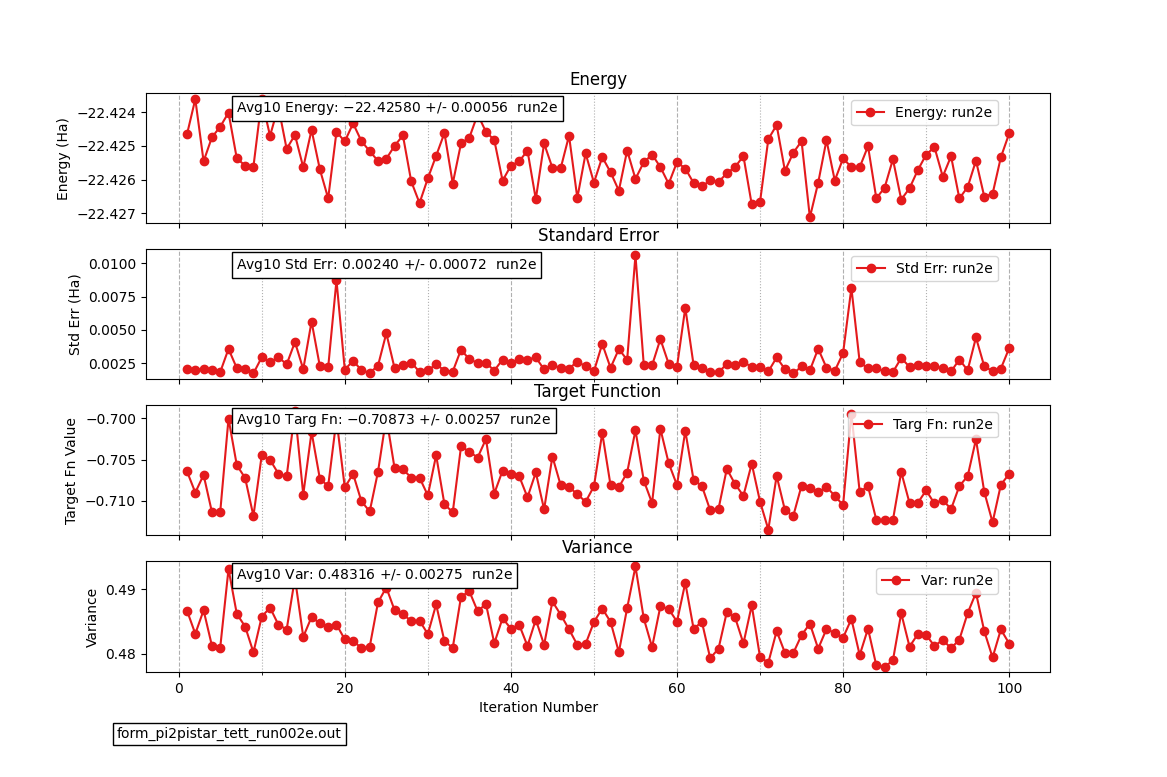 Energy
Energy (Ha)
−22.424
−22.425
−22.426
−22.427
Avg10 Energy: −22.42580 +/- 0.00056  run2e
Energy: run2e
Standard Error
Std Err (Ha)
0.0100
0.0075
0.0050
0.0025
Avg10 Std Err: 0.00240 +/- 0.00072  run2e
Std Err: run2e
Target Function
Target Fn Value
−0.700
−0.705
−0.710
Avg10 Targ Fn: −0.70873 +/- 0.00257  run2e
Targ Fn: run2e
Variance
Variance
0.49
0.48
Avg10 Var: 0.48316 +/- 0.00275  run2e
Var: run2e
0 20 40 60 80 100
Iteration Number
form_pi2pistar_tett_run002e.out